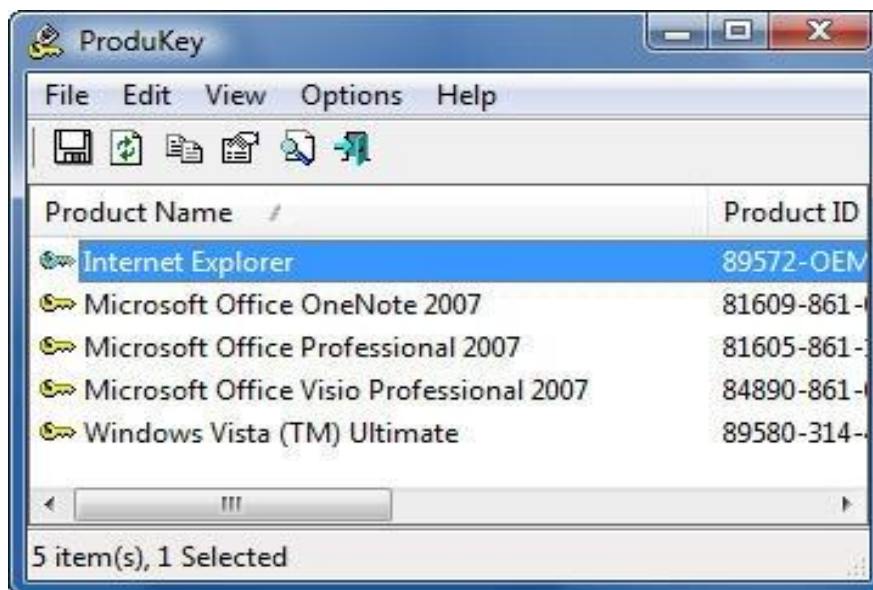 ProduKey
File Edit View Options Help
Product Name Product ID
Internet Explorer 89572-OEM
Microsoft Office OneNote 2007 81609-861-
Microsoft Office Professional 2007 81605-861-
Microsoft Office Visio Professional 2007 84890-861-
Windows Vista (TM) Ultimate 89580-314-
5 item(s), 1 Selected